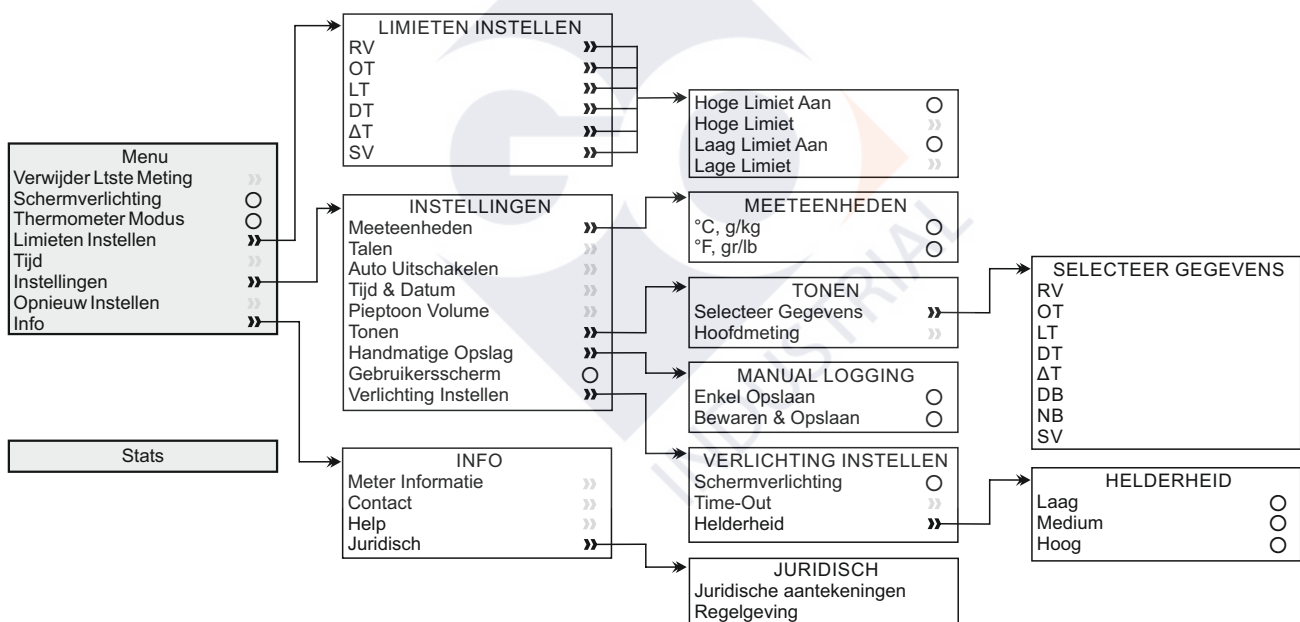 Menu
Verwijder Ltste Meting
Schermverlichting
Thermometer Modus
Limieten Instellen
Tijd
Instellingen
Opnieuw Instellen
Info
Stats
LIMIETEN INSTELLEN
RV
OT
LT
DT
ΔT
SV
Hoge Limiet Aan
Hoge Limiet
Laag Limiet Aan
Lage Limiet
INSTELLINGEN
Meeteenheden
Talen
Auto Uitschakelen
Tijd & Datum
Pieptoon Volume
Tonen
Handmatige Opslag
Gebruikersscherm
Verlichting Instellen
MEETEENHEDEN
°C, g/kg
°F, gr/lb
TONEN
Selecteer Gegevens
Hoofdmeting
SELECTEER GEGEVENS
RV
OT
LT
DT
ΔT
DB
NB
SV
MANUAL LOGGING
Enkel Opslaan
Bewaren & Opslaan
VERLICHTING INSTELLEN
Schermverlichting
Time-Out
Helderheid
HELDERHEID
Laag
Medium
Hoog
INFO
Meter Informatie
Contact
Help
Juridisch
JURIDISCH
Juridische aantekeningen
Regelgeving
GO
INDUSTRIAL